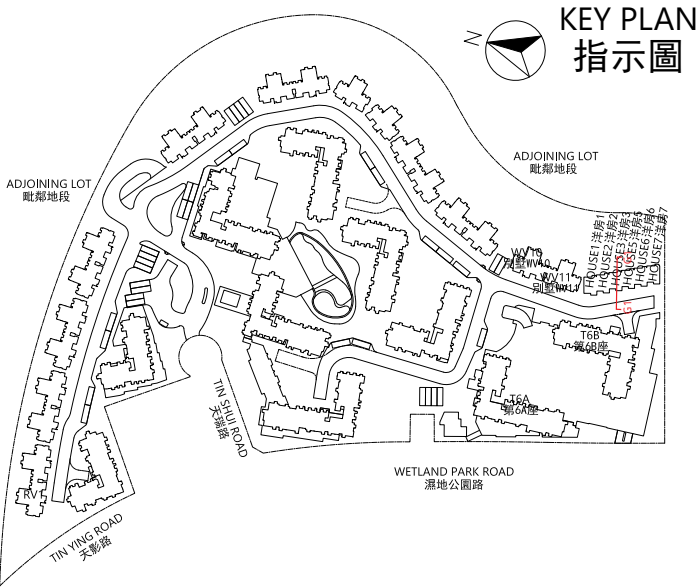 KEY PLAN
指示圖
N
ADJOINING LOT
毗鄰地段
ADJOINING LOT
毗鄰地段
HOUSE1洋房1
HOUSE2洋房2
HOUSE3洋房3
HOUSE5洋房5
HOUSE6洋房6
HOUSE7洋房7
WV10
別墅WV10
WV11
別墅WV11
G1
T6B
第6B座
T6A
第6A座
TIN SHUI ROAD
天瑞路
WETLAND PARK ROAD
濕地公園路
RV1
TIN YING ROAD
天影路